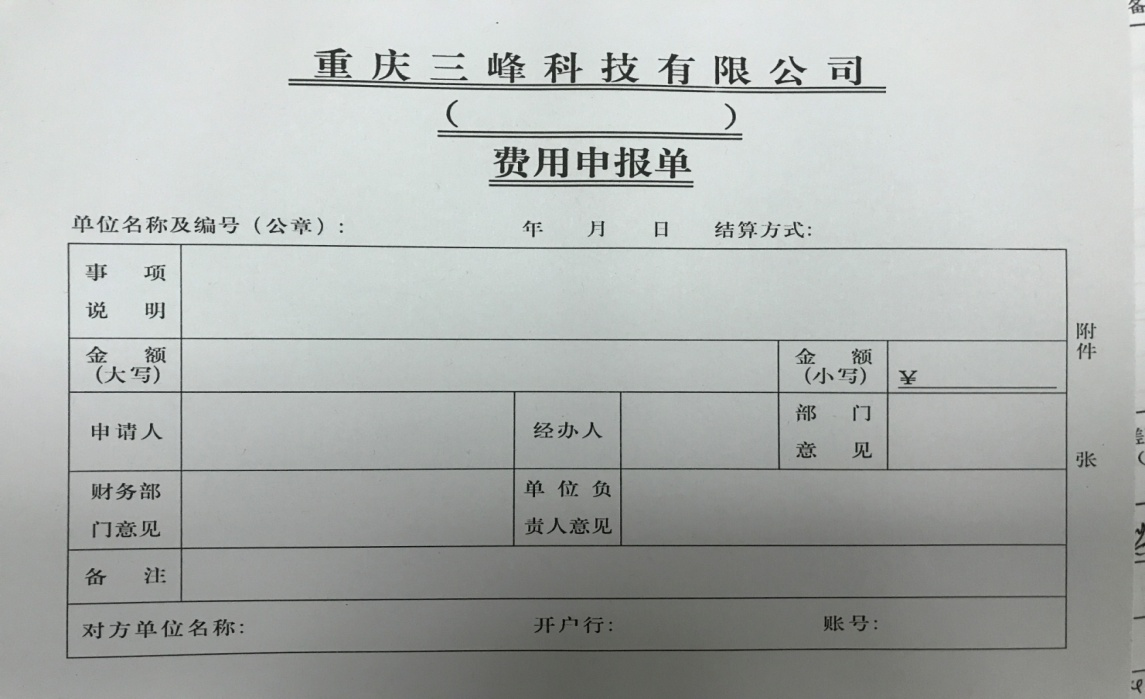 重庆三峰科技有限公司
（ ）
费用申报单
单位名称及编号（公章）： 年 月 日 结算方式：
事 项
说 明
金 额
（大写）
金 额
（小写）
¥
申请人
经办人
部 门
意 见
财务部
门意见
单位负
责人意见
备 注
对方单位名称： 开户行： 账号：
附件 张